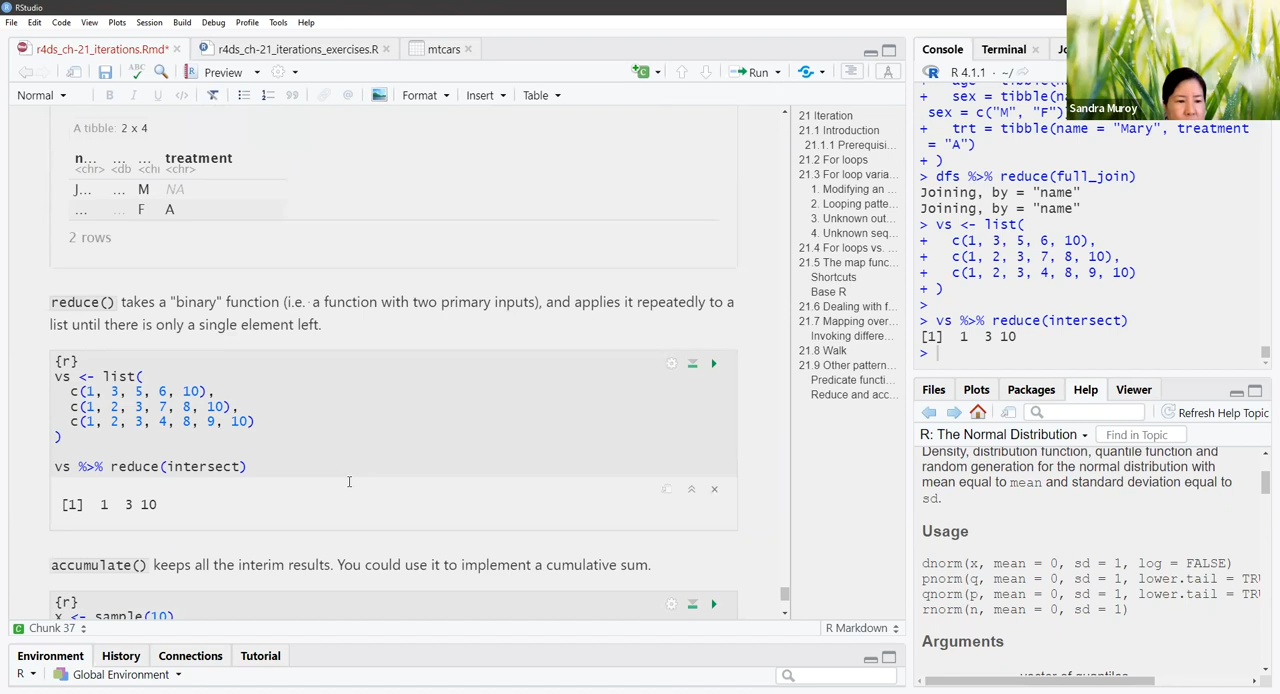 RStudio
File Edit Code View Plots Session Build Debug Profile Tools Help
r4ds_ch-21_iterations.Rmd*
r4ds_ch-21_iterations_exercises.R
mtcars
ABC
Preview
Run
Normal
B I U </>
Format
Insert
Table
A tibble: 2 x 4
n... ... ... treatment
<chr> <db <chi <chr>
J... ... M NA
... ... F A
2 rows
reduce() takes a "binary" function (i.e. a function with two primary inputs), and applies it repeatedly to a
list until there is only a single element left.
{r}
vs <- list(
c(1, 3, 5, 6, 10),
c(1, 2, 3, 7, 8, 10),
c(1, 2, 3, 4, 8, 9, 10)
)
vs %>% reduce(intersect)
[1] 1 3 10
accumulate() keeps all the interim results. You could use it to implement a cumulative sum.
{r}
x <- sample(10)
Chunk 37
R Markdown
21 Iteration
21.1 Introduction
21.1.1 Prerequisi...
21.2 For loops
21.3 For loop varia...
1. Modifying an ...
2. Looping patte...
3. Unknown out...
4. Unknown seq...
21.4 For loops vs. ...
21.5 The map func...
Shortcuts
Base R
21.6 Dealing with f...
21.7 Mapping over...
Invoking differe...
21.8 Walk
21.9 Other pattern...
Predicate functi...
Reduce and acc...
Environment History Connections Tutorial
R
Global Environment
Console Terminal
R 4.1.1 · ~/
+ sex = tibble(na
sex = c("M", "F")
+ trt = tibble(name = "Mary", treatment
= "A")
+ )
> dfs %>% reduce(full_join)
Joining, by = "name"
Joining, by = "name"
> vs <- list(
+ c(1, 3, 5, 6, 10),
+ c(1, 2, 3, 7, 8, 10),
+ c(1, 2, 3, 4, 8, 9, 10)
+ )
>
> vs %>% reduce(intersect)
[1] 1 3 10
>
Sandra Muroy
Files Plots Packages Help Viewer
Refresh Help Topic
R: The Normal Distribution
Find in Topic
Density, distribution function, quantile function and
random generation for the normal distribution with
mean equal to mean and standard deviation equal to
sd.
Usage
dnorm(x, mean = 0, sd = 1, log = FALSE)
pnorm(q, mean = 0, sd = 1, lower.tail = TR
qnorm(p, mean = 0, sd = 1, lower.tail = TR
rnorm(n, mean = 0, sd = 1)
Arguments